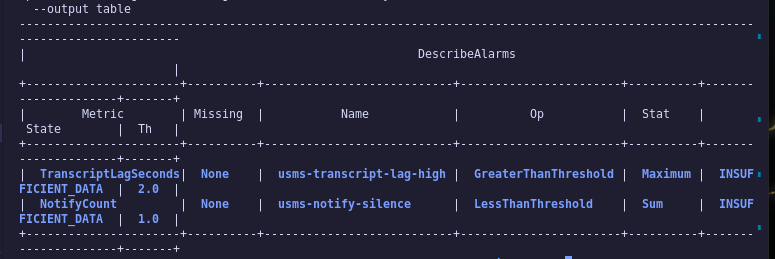 --output table
--------------------------------------------------------------------------------------------------------
-----------------------
|                                                        DescribeAlarms
                      |
+----------------------+----------+---------------------------+-----------------------+----------+-------
--------------+-------+
|        Metric        | Missing  |           Name            |          Op           |  Stat    |
 State        |  Th   |
+----------------------+----------+---------------------------+-----------------------+----------+-------
--------------+-------+
|  TranscriptLagSeconds|  None    |  usms-transcript-lag-high |  GreaterThanThreshold |  Maximum |  INSUF
FICIENT_DATA  |  2.0  |
|  NotifyCount         |  None    |  usms-notify-silence      |  LessThanThreshold    |  Sum     |  INSUF
FICIENT_DATA  |  1.0  |
+----------------------+----------+---------------------------+-----------------------+----------+-------
--------------+-------+